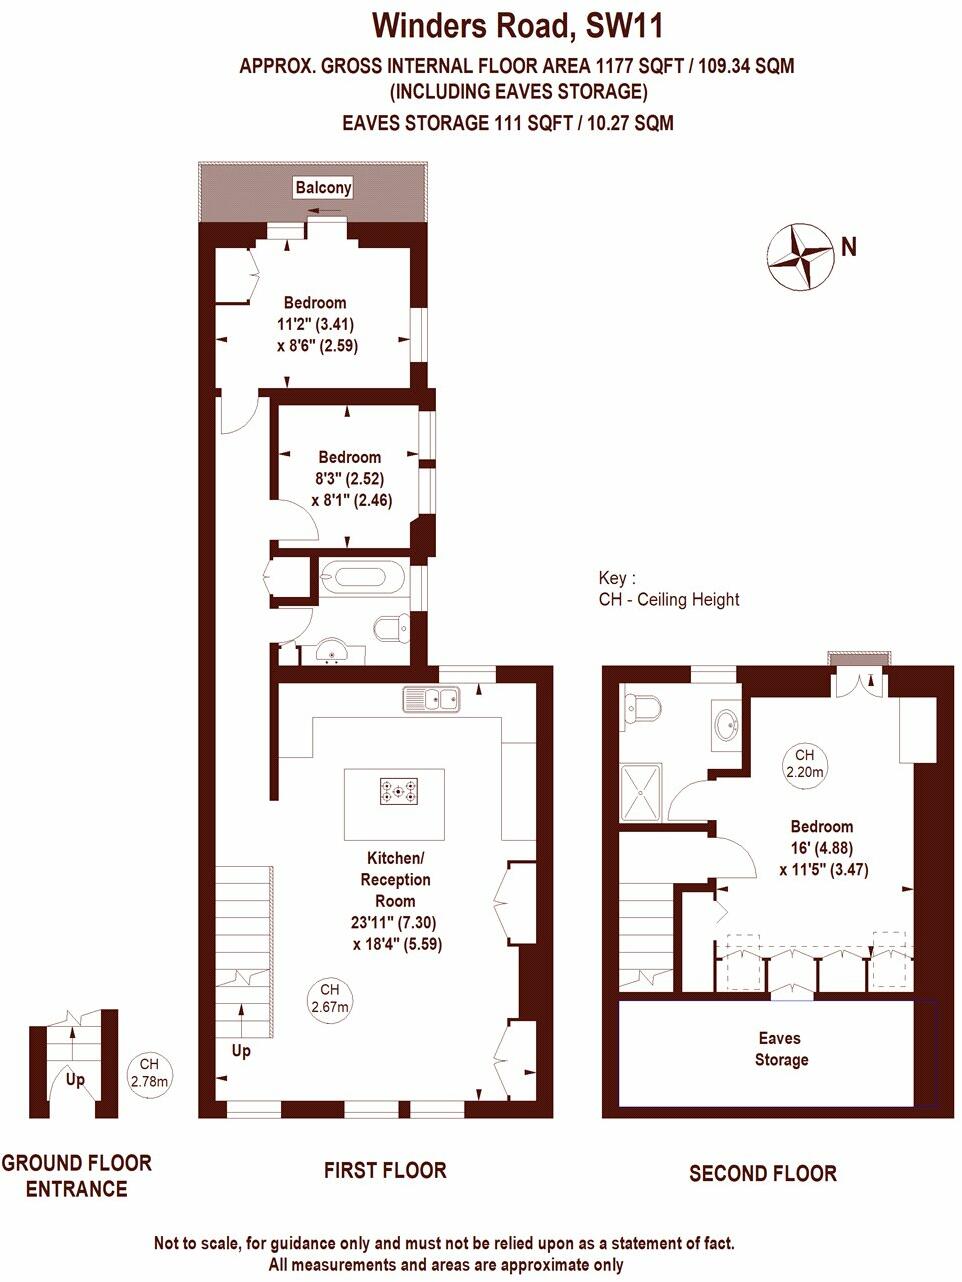 Winders Road, SW11
APPROX. GROSS INTERNAL FLOOR AREA 1177 SQFT / 109.34 SQM
(INCLUDING EAVES STORAGE)
EAVES STORAGE 111 SQFT / 10.27 SQM
Balcony
N
Bedroom
11'2" (3.41)
x 8'6" (2.59)
Bedroom
8'3" (2.52)
x 8'1" (2.46)
Key :
CH - Ceiling Height
CH
2.20m
Bedroom
16' (4.88)
x 11'5" (3.47)
Kitchen/
Reception
Room
23'11" (7.30)
x 18'4" (5.59)
CH
2.67m
Up
Eaves
Storage
Up
CH
2.78m
GROUND FLOOR
ENTRANCE
FIRST FLOOR
SECOND FLOOR
Not to scale, for guidance only and must not be relied upon as a statement of fact.
All measurements and areas are approximate only